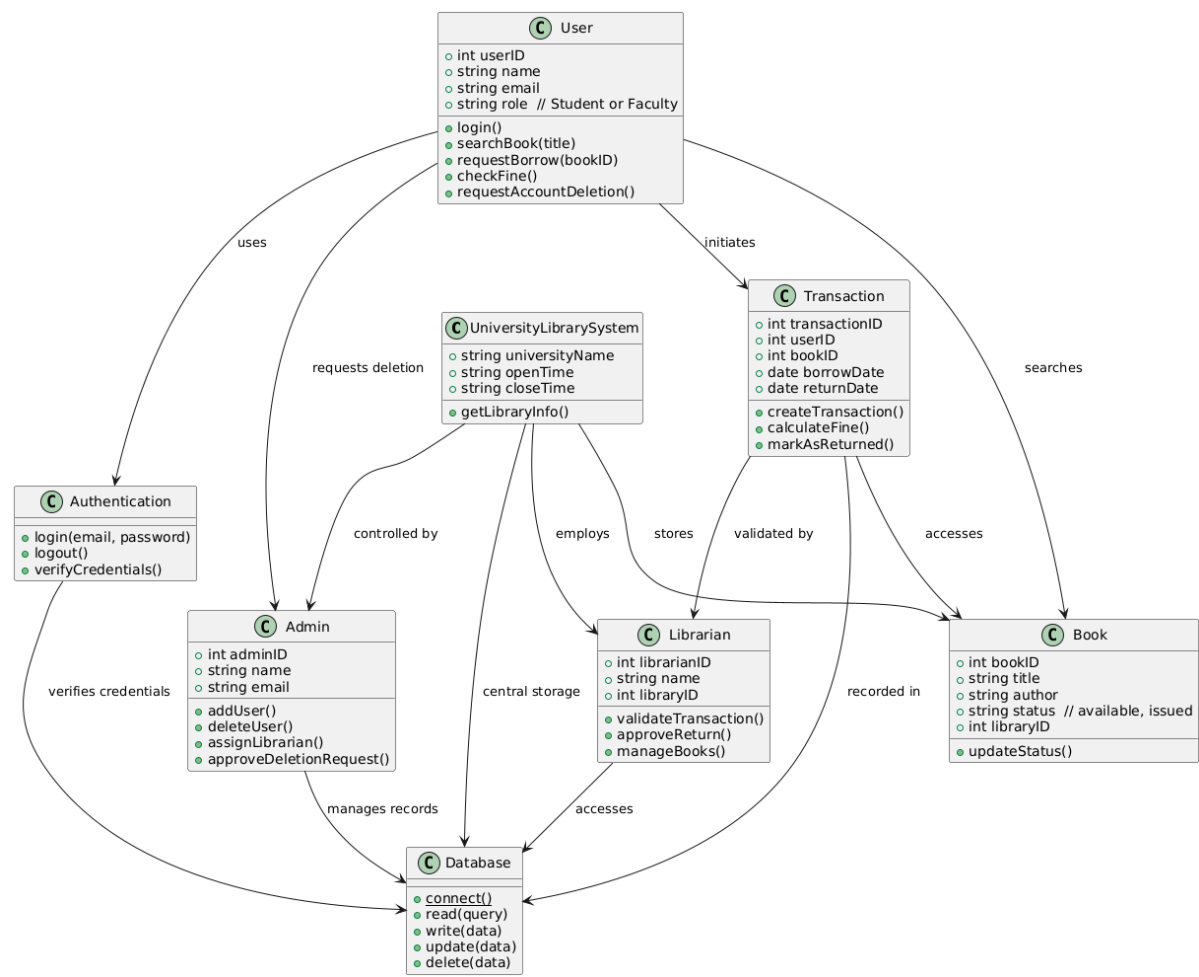 C User
+ int userID
+ string name
+ string email
+ string role // Student or Faculty
+ login()
+ searchBook(title)
+ requestBorrow(bookID)
+ checkFine()
+ requestAccountDeletion()
uses
initiates
C Transaction
+ int transactionID
+ int userID
+ int bookID
+ date borrowDate
+ date returnDate
+ createTransaction()
+ calculateFine()
+ markAsReturned()
C UniversityLibrarySystem
+ string universityName
+ string openTime
+ string closeTime
+ getLibraryInfo()
requests deletion
searches
C Authentication
+ login(email, password)
+ logout()
+ verifyCredentials()
controlled by
employs
stores
validated by
accesses
C Admin
+ int adminID
+ string name
+ string email
+ addUser()
+ deleteUser()
+ assignLibrarian()
+ approveDeletionRequest()
C Librarian
+ int librarianID
+ string name
+ int libraryID
+ validateTransaction()
+ approveReturn()
+ manageBooks()
C Book
+ int bookID
+ string title
+ string author
+ string status // available, issued
+ int libraryID
+ updateStatus()
verifies credentials
central storage
recorded in
manages records
accesses
C Database
+ connect()
+ read(query)
+ write(data)
+ update(data)
+ delete(data)